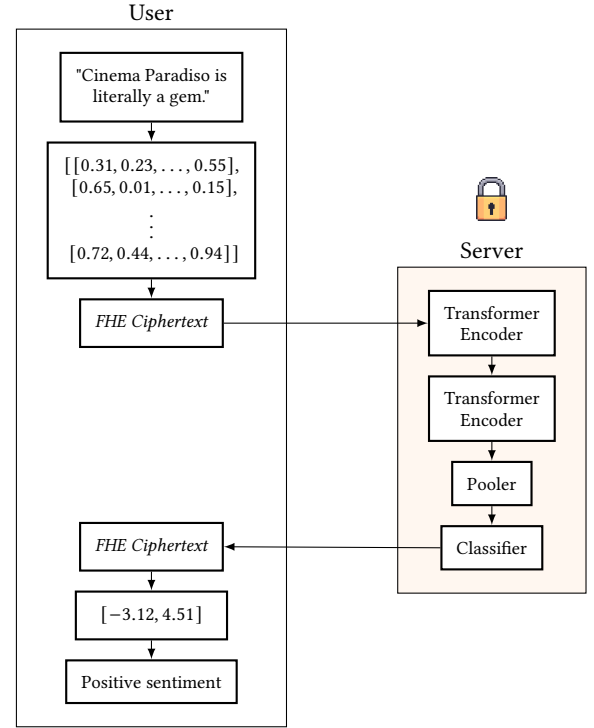 User
"Cinema Paradiso is
literally a gem."
[[0.31, 0.23, . . . , 0.55],
[0.65, 0.01, . . . , 0.15],
⋮
[0.72, 0.44, . . . , 0.94]]
FHE Ciphertext
Server
Transformer
Encoder
Transformer
Encoder
Pooler
Classifier
FHE Ciphertext
[−3.12, 4.51]
Positive sentiment